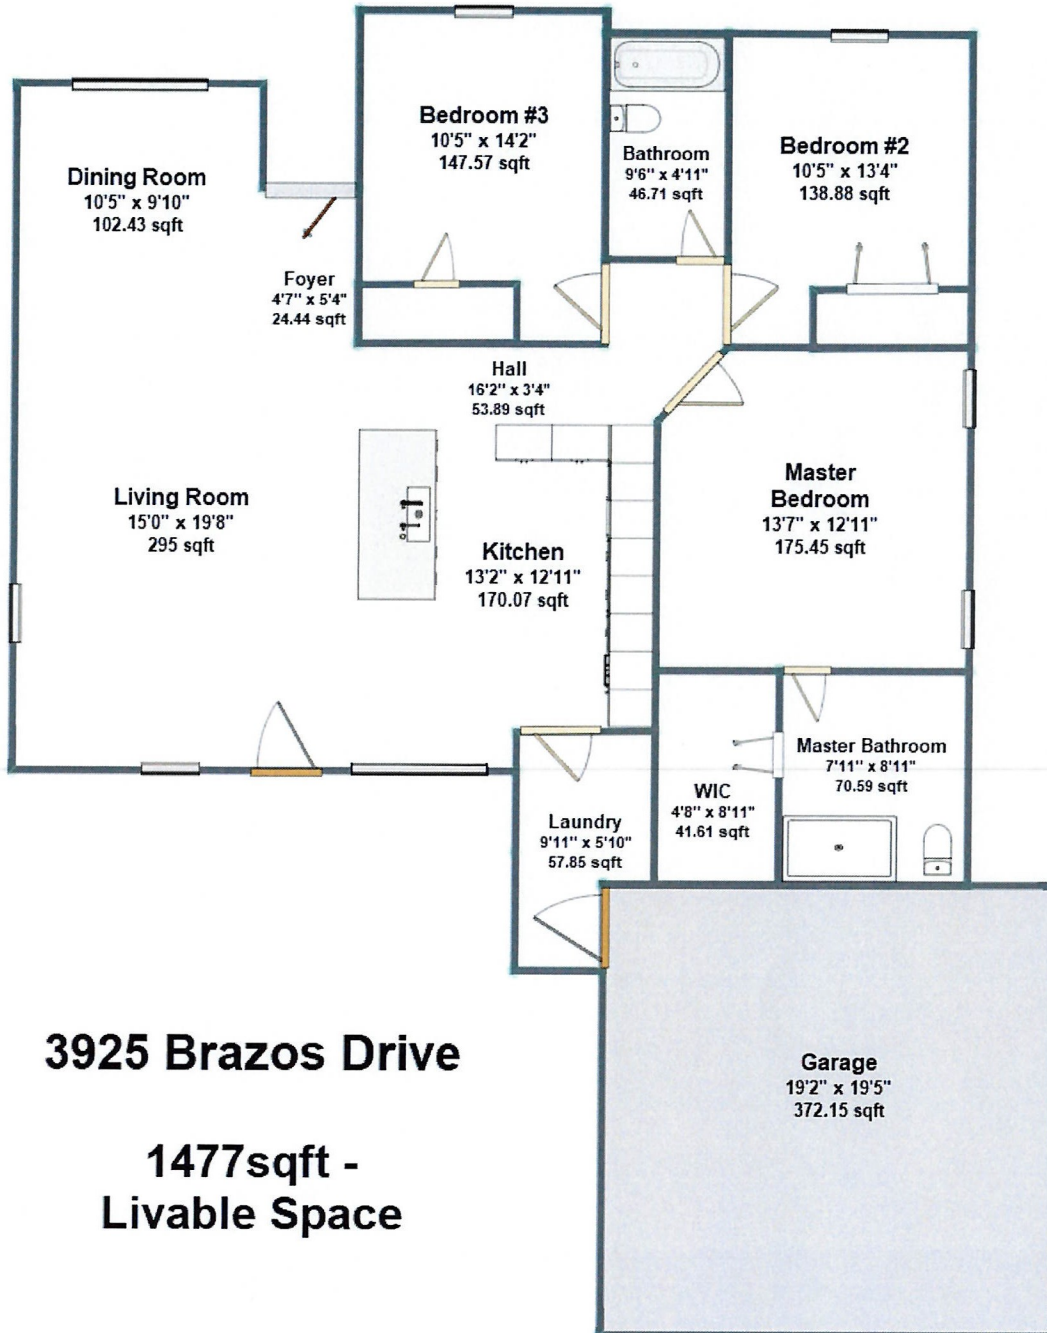 Bedroom #3
10'5" x 14'2"
147.57 sqft
Bathroom
9'6" x 4'11"
46.71 sqft
Bedroom #2
10'5" x 13'4"
138.88 sqft
Dining Room
10'5" x 9'10"
102.43 sqft
Foyer
4'7" x 5'4"
24.44 sqft
Hall
16'2" x 3'4"
53.89 sqft
Living Room
15'0" x 19'8"
295 sqft
Kitchen
13'2" x 12'11"
170.07 sqft
Master
Bedroom
13'7" x 12'11"
175.45 sqft
Master Bathroom
7'11" x 8'11"
70.59 sqft
WIC
4'8" x 8'11"
41.61 sqft
Laundry
9'11" x 5'10"
57.85 sqft
Garage
19'2" x 19'5"
372.15 sqft
3925 Brazos Drive
1477sqft -
Livable Space